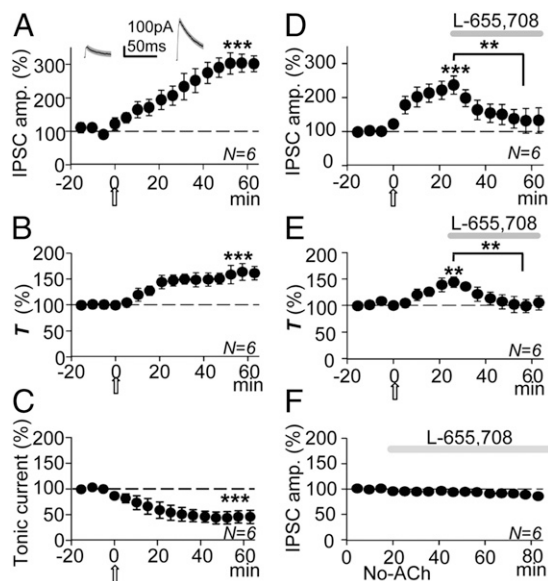 A
100pA
50ms
***
IPSC amp. (%)
300
200
100
0
N=6
-20 0 20 40 60
min
B
T (%)
200
150
100
50
0
***
N=6
-20 0 20 40 60
min
C
Tonic current (%)
200
150
100
50
0
***
N=6
-20 0 20 40 60
min
D
L-655,708
**
***
IPSC amp. (%)
400
300
200
100
0
N=6
-20 0 20 40 60
min
E
L-655,708
**
**
T (%)
200
150
100
50
0
N=6
-20 0 20 40 60
min
F
L-655,708
IPSC amp. (%)
200
150
100
50
0
N=6
0 20 40 60
No-ACh
min